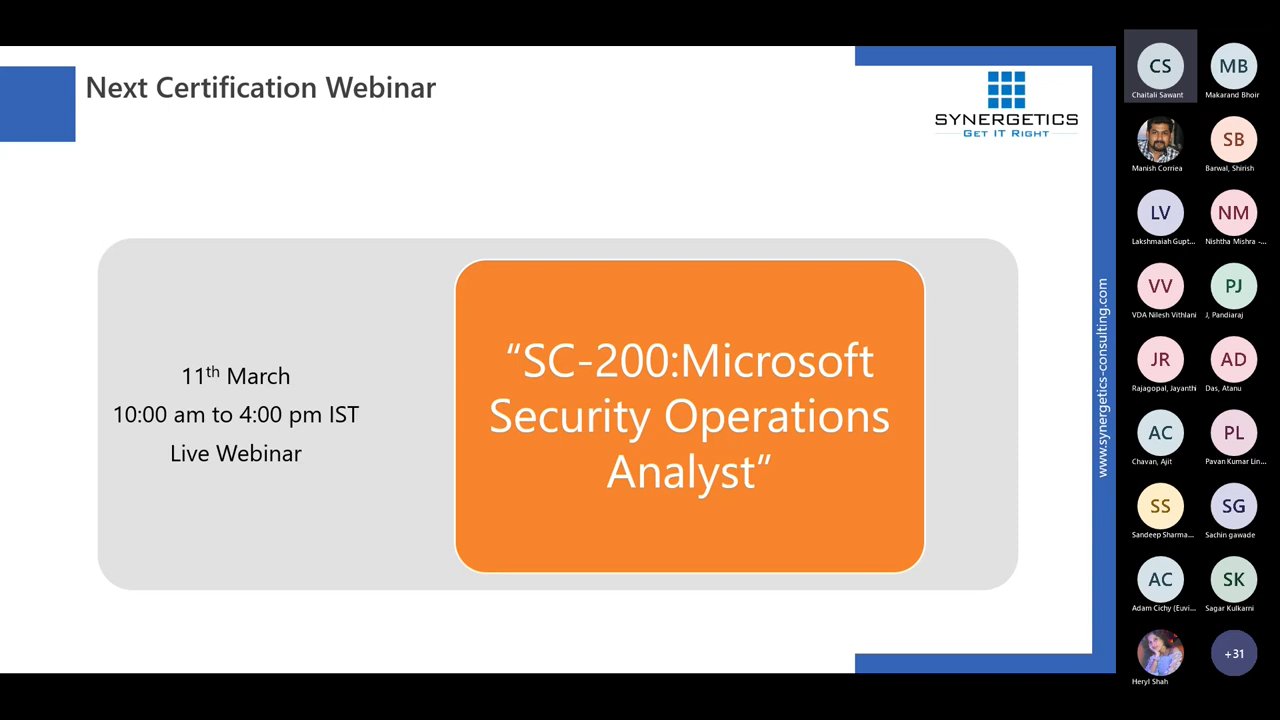 Next Certification Webinar
SYNERGETICS
GET IT RIGHT
11th March
10:00 am to 4:00 pm IST
Live Webinar
“SC-200:Microsoft
Security Operations
Analyst”
www.synergetics-consulting.com
CS
Chaitali Sawant
MB
Makarand Bhoir
Manish Corriea
SB
Barwal, Shirish
LV
Lakshmaiah Gupt...
NM
Nishtha Mishra -...
VV
VDA Nilesh Vithlani
PJ
J, Pandiaraj
JR
Rajagopal, Jayanthi
AD
Das, Atanu
AC
Chavan, Ajit
PL
Pavan Kumar Lin...
SS
Sandeep Sharma...
SG
Sachin gawade
AC
Adam Cichy (Euvi...
SK
Sagar Kulkarni
Heryl Shah
+31